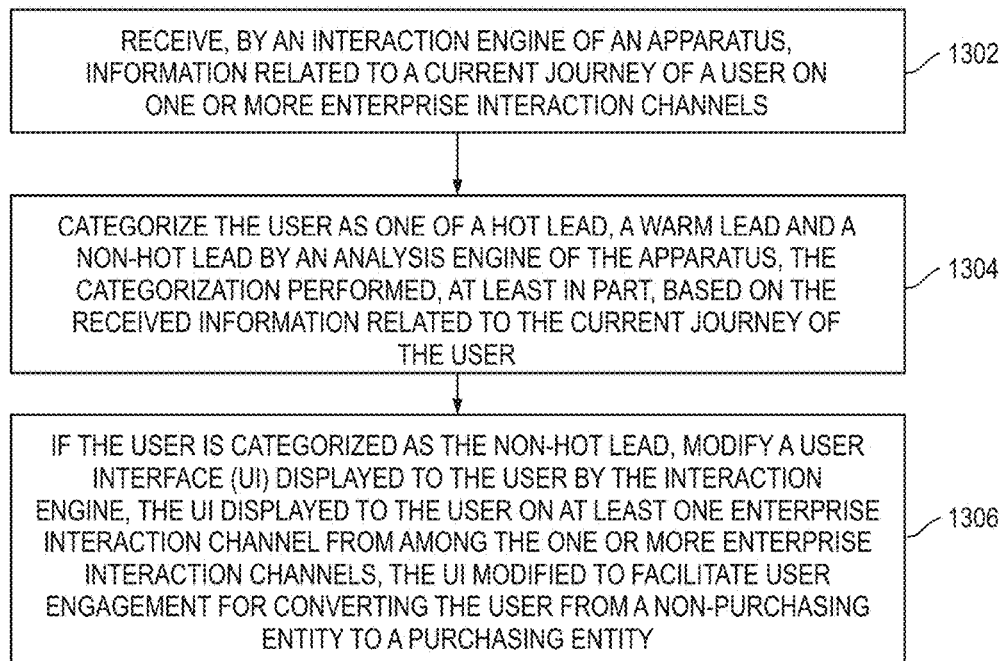 RECEIVE, BY AN INTERACTION ENGINE OF AN APPARATUS,
INFORMATION RELATED TO A CURRENT JOURNEY OF A USER ON
ONE OR MORE ENTERPRISE INTERACTION CHANNELS
1302
CATEGORIZE THE USER AS ONE OF A HOT LEAD, A WARM LEAD AND A
NON-HOT LEAD BY AN ANALYSIS ENGINE OF THE APPARATUS, THE
CATEGORIZATION PERFORMED, AT LEAST IN PART, BASED ON THE
RECEIVED INFORMATION RELATED TO THE CURRENT JOURNEY OF
THE USER
1304
IF THE USER IS CATEGORIZED AS THE NON-HOT LEAD, MODIFY A USER
INTERFACE (UI) DISPLAYED TO THE USER BY THE INTERACTION
ENGINE, THE UI DISPLAYED TO THE USER ON AT LEAST ONE ENTERPRISE
INTERACTION CHANNEL FROM AMONG THE ONE OR MORE ENTERPRISE
INTERACTION CHANNELS, THE UI MODIFIED TO FACILITATE USER
ENGAGEMENT FOR CONVERTING THE USER FROM A NON-PURCHASING
ENTITY TO A PURCHASING ENTITY
1306